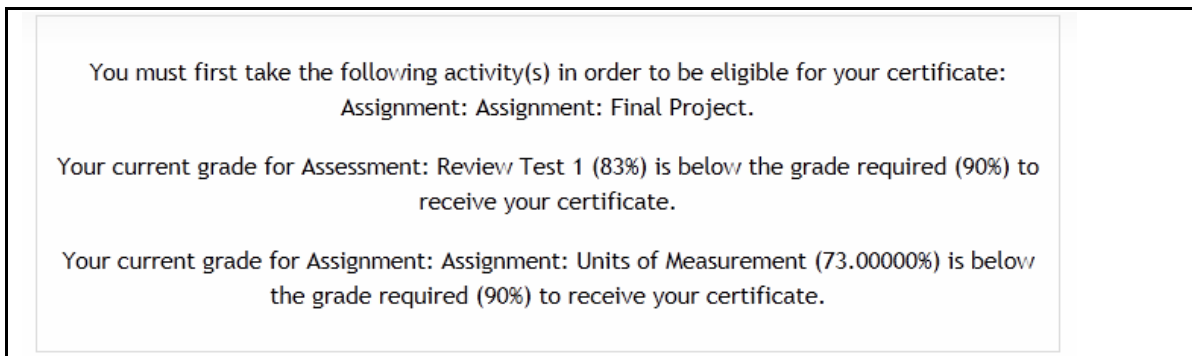 You must first take the following activity(s) in order to be eligible for your certificate:
Assignment: Assignment: Final Project.
Your current grade for Assessment: Review Test 1 (83%) is below the grade required (90%) to
receive your certificate.
Your current grade for Assignment: Assignment: Units of Measurement (73.00000%) is below
the grade required (90%) to receive your certificate.